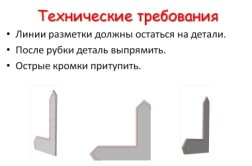 Технические требования
• Линии разметки должны остаться на детали.
• После рубки деталь выпрямить.
• Острые кромки притупить.